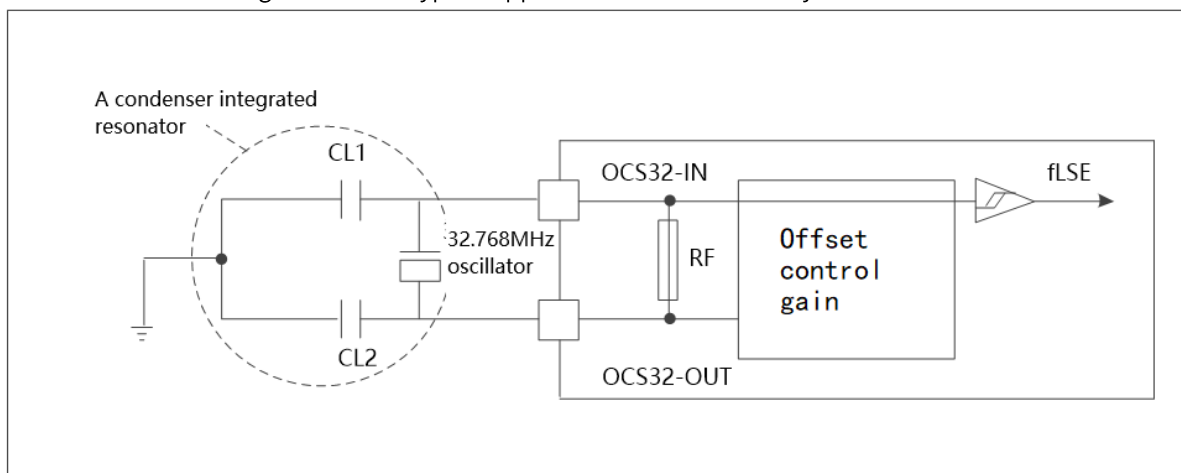 A condenser integrated
resonator
CL1
OCS32-IN
fLSE
32.768MHz
oscillator
RF
Offset
control
gain
CL2
OCS32-OUT